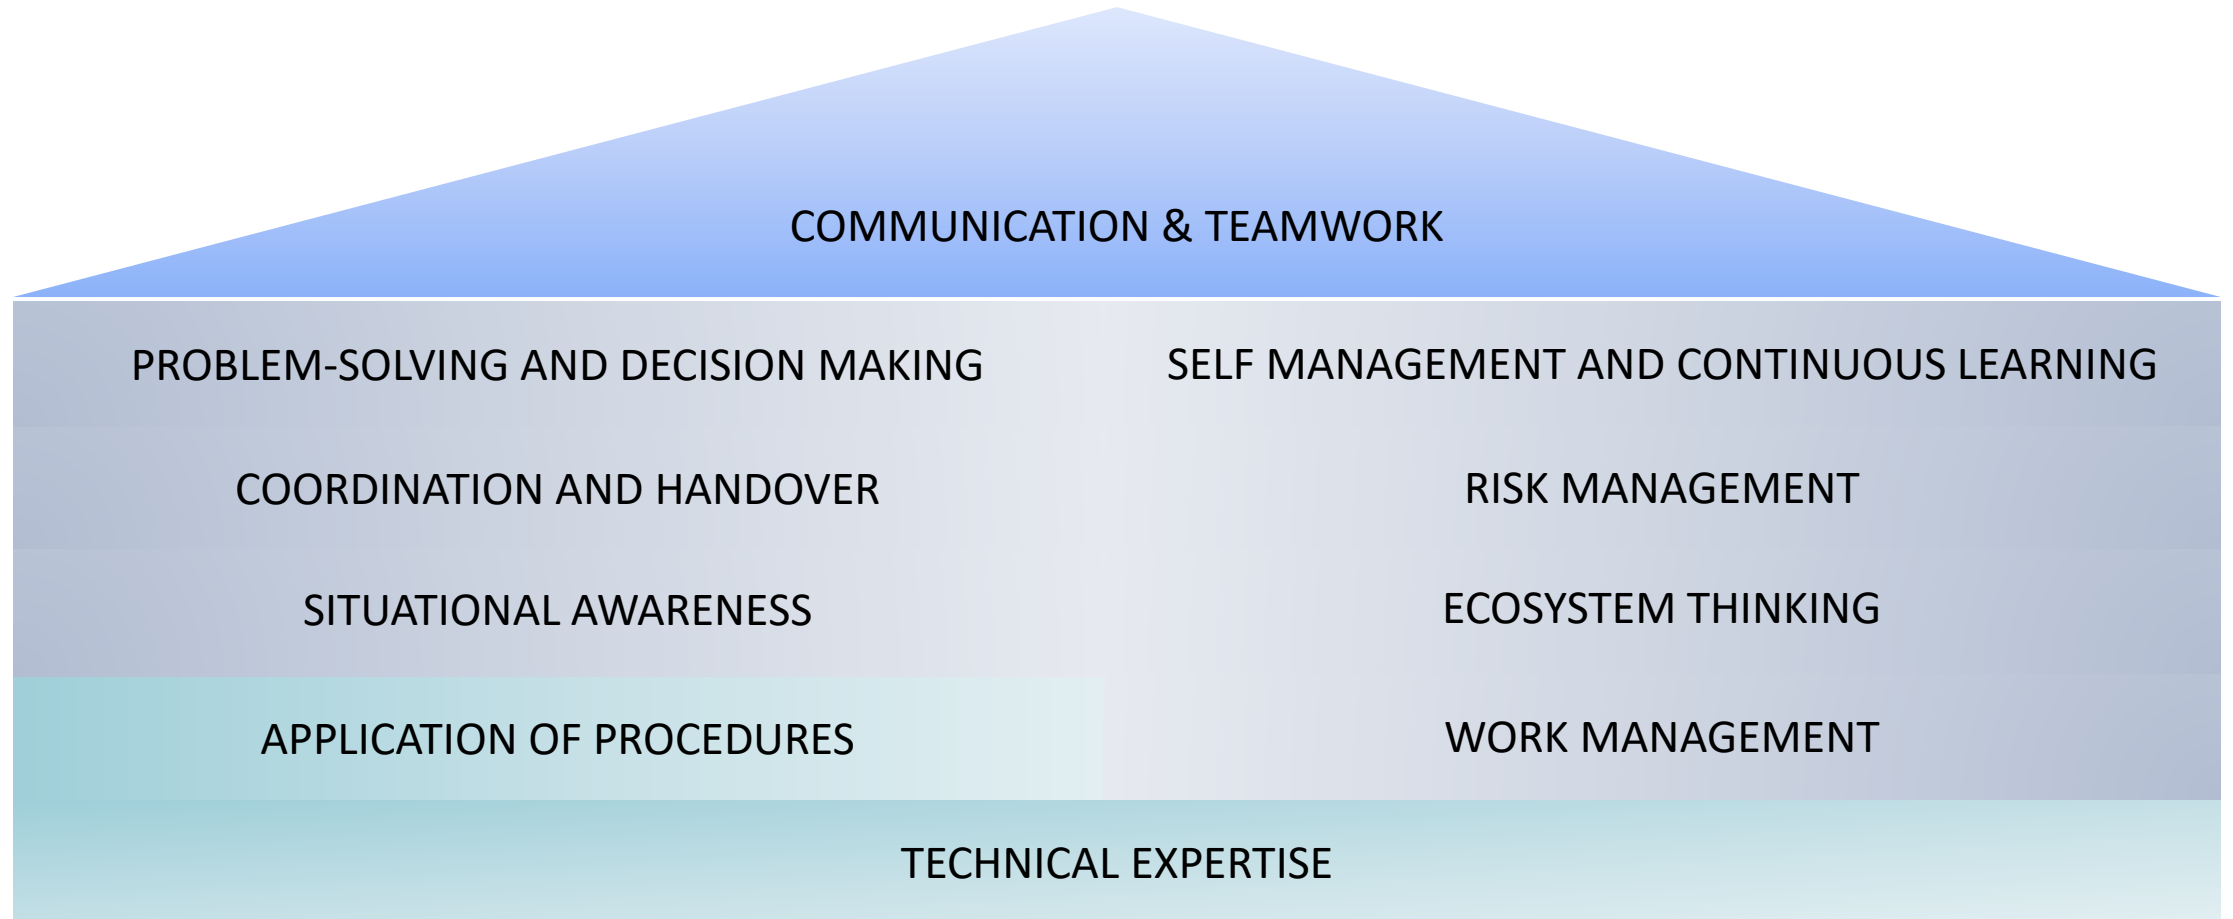 COMMUNICATION & TEAMWORK
PROBLEM-SOLVING AND DECISION MAKING
SELF MANAGEMENT AND CONTINUOUS LEARNING
COORDINATION AND HANDOVER
RISK MANAGEMENT
SITUATIONAL AWARENESS
ECOSYSTEM THINKING
APPLICATION OF PROCEDURES
WORK MANAGEMENT
TECHNICAL EXPERTISE